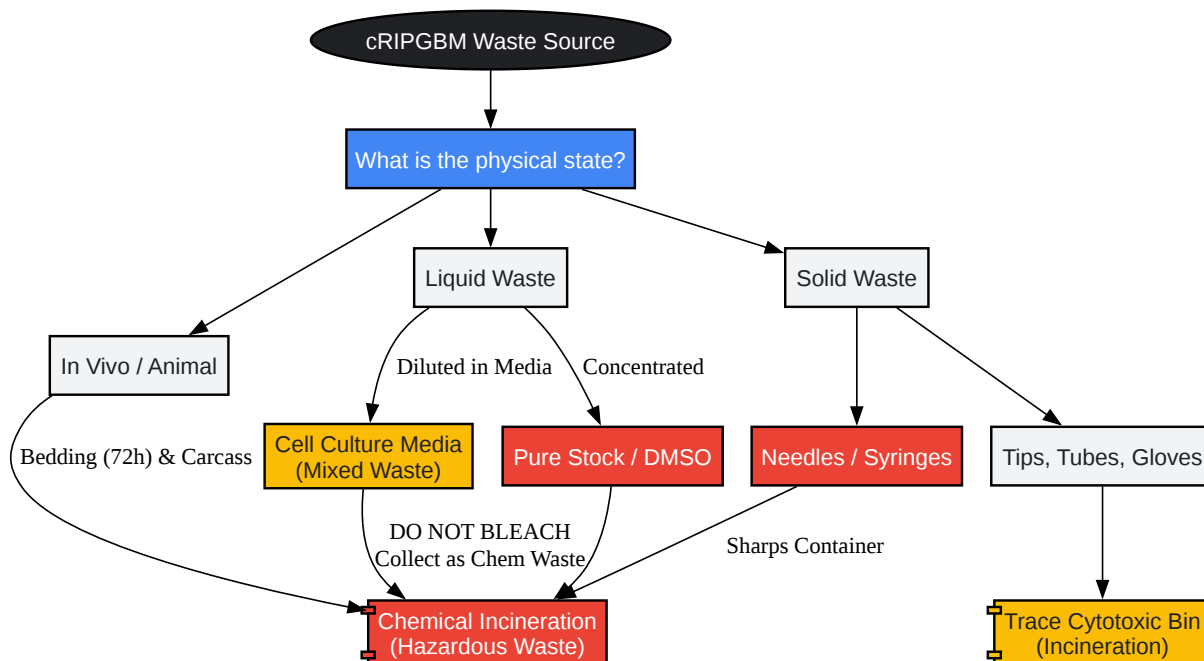 cRIPGBM Waste Source
What is the physical state?
Liquid Waste
Solid Waste
In Vivo / Animal
Diluted in Media
Concentrated
Bedding (72h) & Carcass
Cell Culture Media
(Mixed Waste)
Pure Stock / DMSO
Needles / Syringes
Tips, Tubes, Gloves
DO NOT BLEACH
Collect as Chem Waste
Sharps Container
Chemical Incineration
(Hazardous Waste)
Trace Cytotoxic Bin
(Incineration)